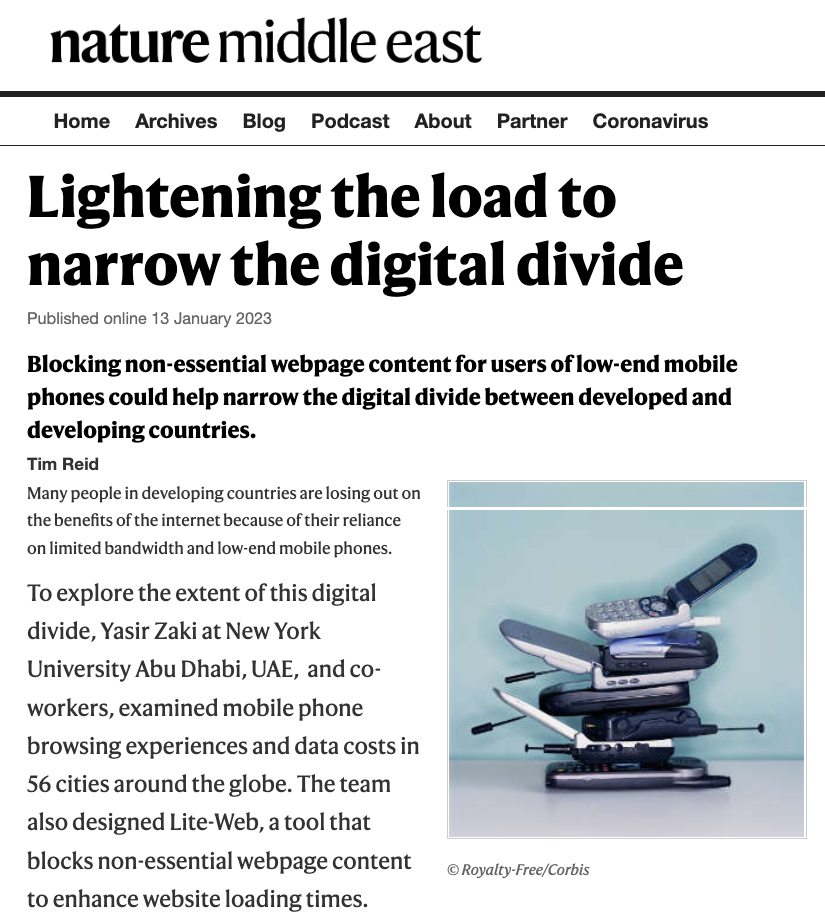 nature middle east
Home Archives Blog Podcast About Partner Coronavirus
Lightening the load to
narrow the digital divide
Published online 13 January 2023
Blocking non-essential webpage content for users of low-end mobile
phones could help narrow the digital divide between developed and
developing countries.
Tim Reid
Many people in developing countries are losing out on
the benefits of the internet because of their reliance
on limited bandwidth and low-end mobile phones.
To explore the extent of this digital
divide, Yasir Zaki at New York
University Abu Dhabi, UAE, and co-
workers, examined mobile phone
browsing experiences and data costs in
56 cities around the globe. The team
also designed Lite-Web, a tool that
blocks non-essential webpage content
to enhance website loading times.
© Royalty-Free/Corbis